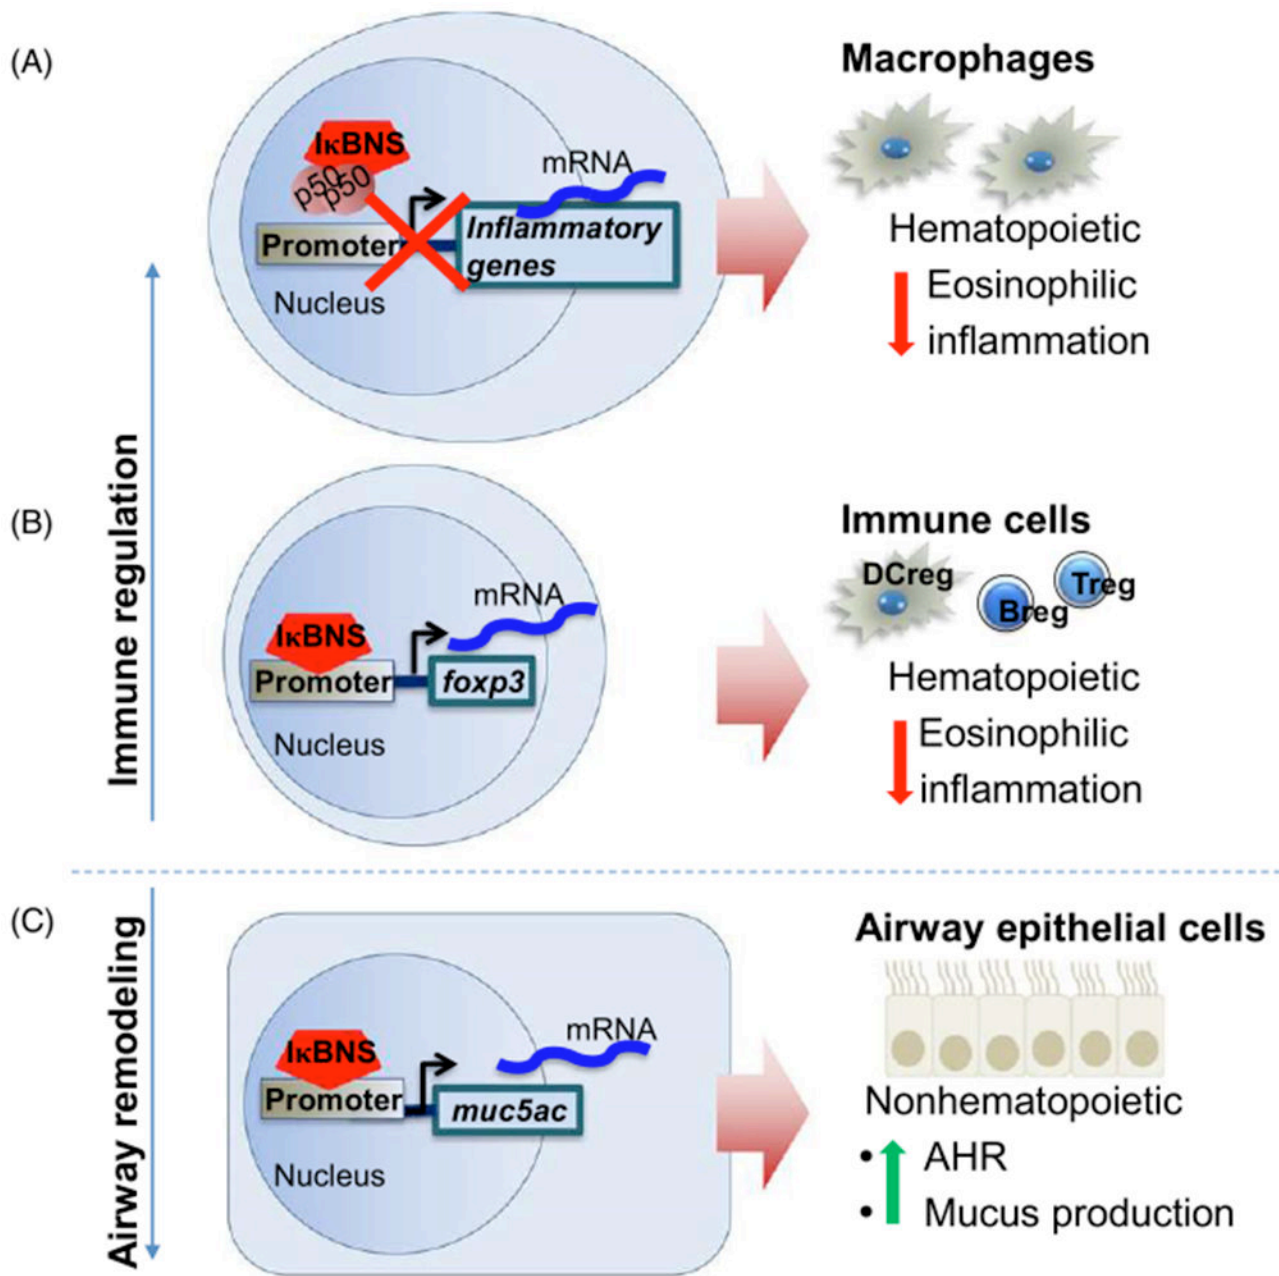 (A)
Macrophages
IκBNS
p50
p50
mRNA
Promoter
Inflammatory
genes
Nucleus
Hematopoietic
Eosinophilic
inflammation
Immune regulation
(B)
Immune cells
DCreg
Breg
Treg
mRNA
IκBNS
Promoter
foxp3
Nucleus
Hematopoietic
Eosinophilic
inflammation
Airway remodeling
(C)
Airway epithelial cells
mRNA
IκBNS
Promoter
muc5ac
Nucleus
Nonhematopoietic
• AHR
• Mucus production